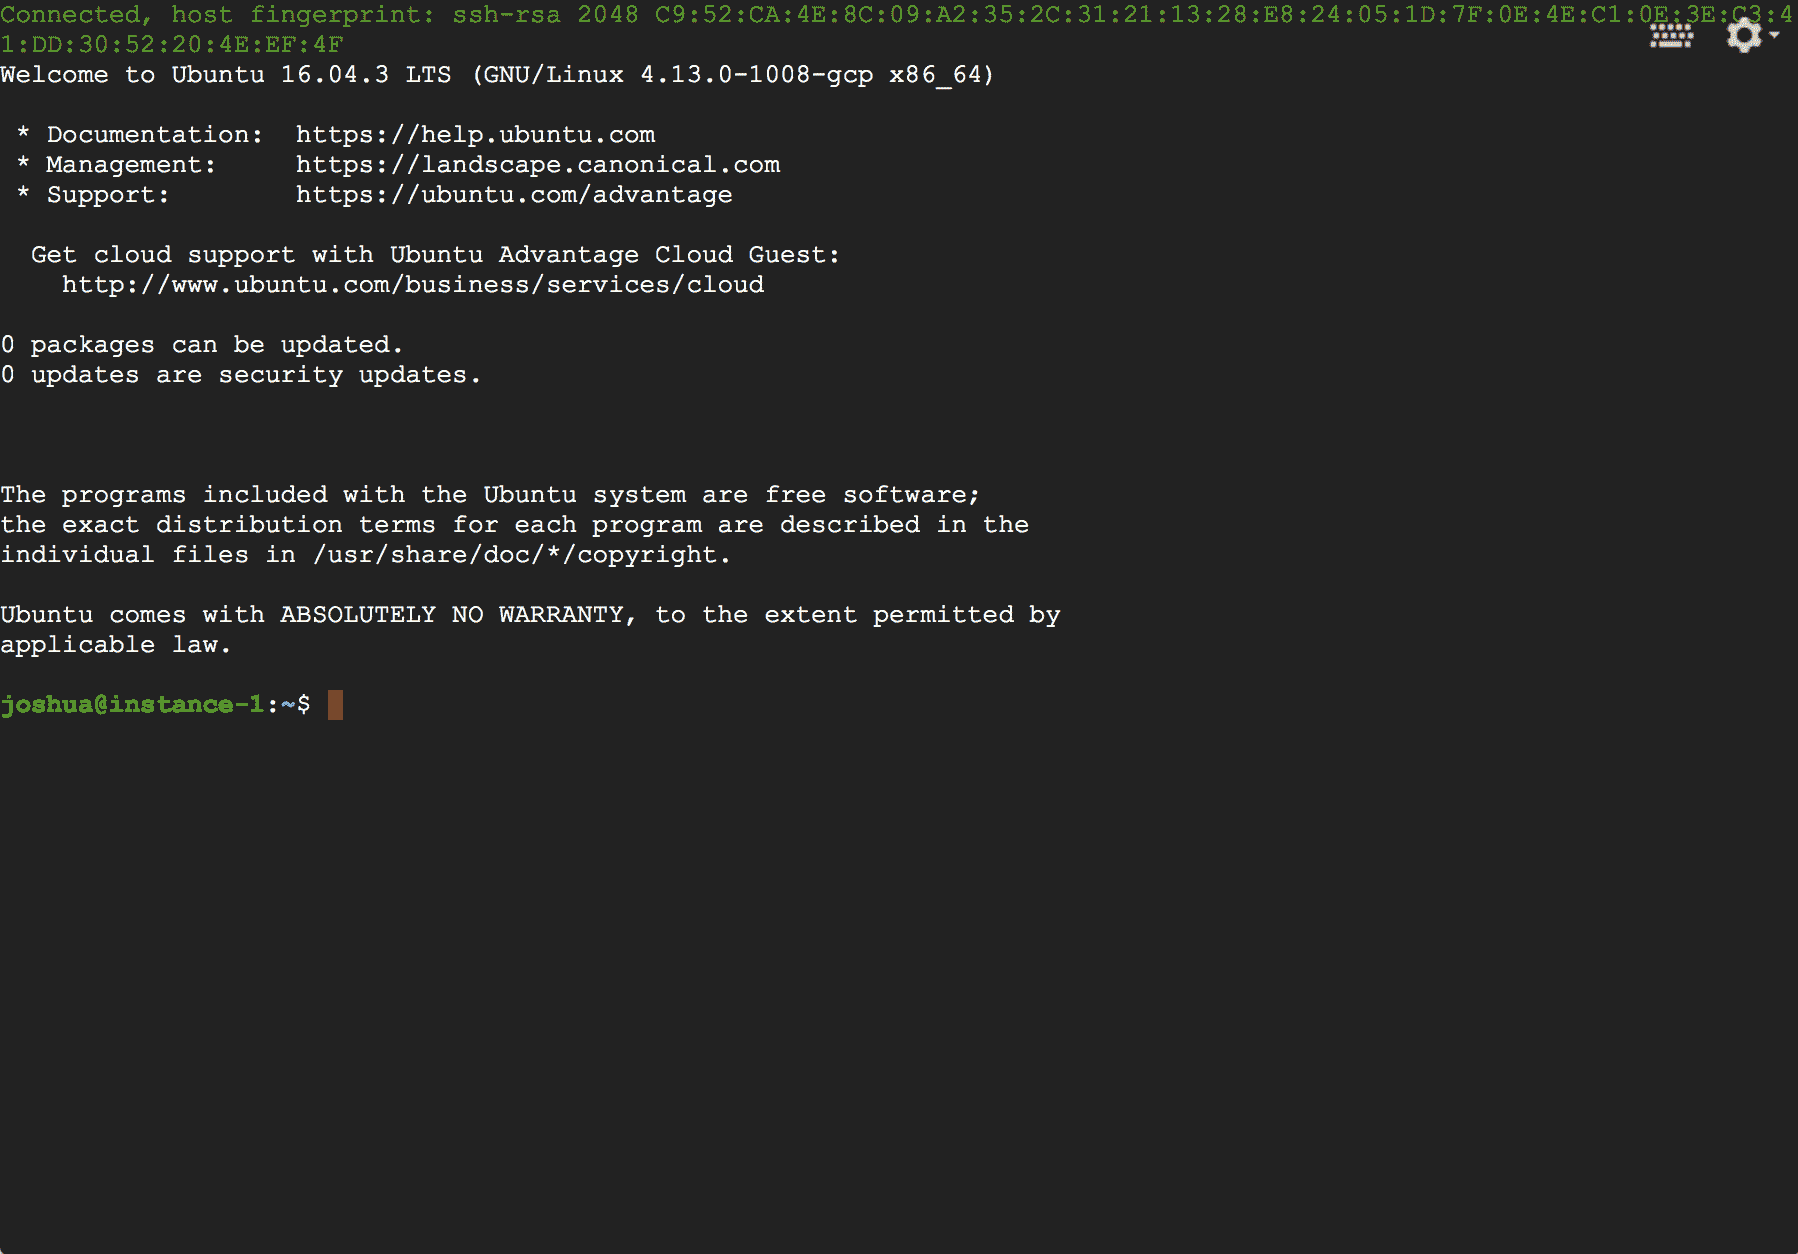 Connected, host fingerprint: ssh-rsa 2048 C9:52:CA:4E:8C:09:A2:35:2C:31:21:13:28:E8:24:05:1D:7F:0E:4E:C1:0E:3E:C3:4
1:DD:30:52:20:4E:EF:4F
Welcome to Ubuntu 16.04.3 LTS (GNU/Linux 4.13.0-1008-gcp x86_64)
* Documentation:  https://help.ubuntu.com
* Management:     https://landscape.canonical.com
* Support:        https://ubuntu.com/advantage
Get cloud support with Ubuntu Advantage Cloud Guest:
http://www.ubuntu.com/business/services/cloud
0 packages can be updated.
0 updates are security updates.
The programs included with the Ubuntu system are free software;
the exact distribution terms for each program are described in the
individual files in /usr/share/doc/*/copyright.
Ubuntu comes with ABSOLUTELY NO WARRANTY, to the extent permitted by
applicable law.
joshua@instance-1:~$